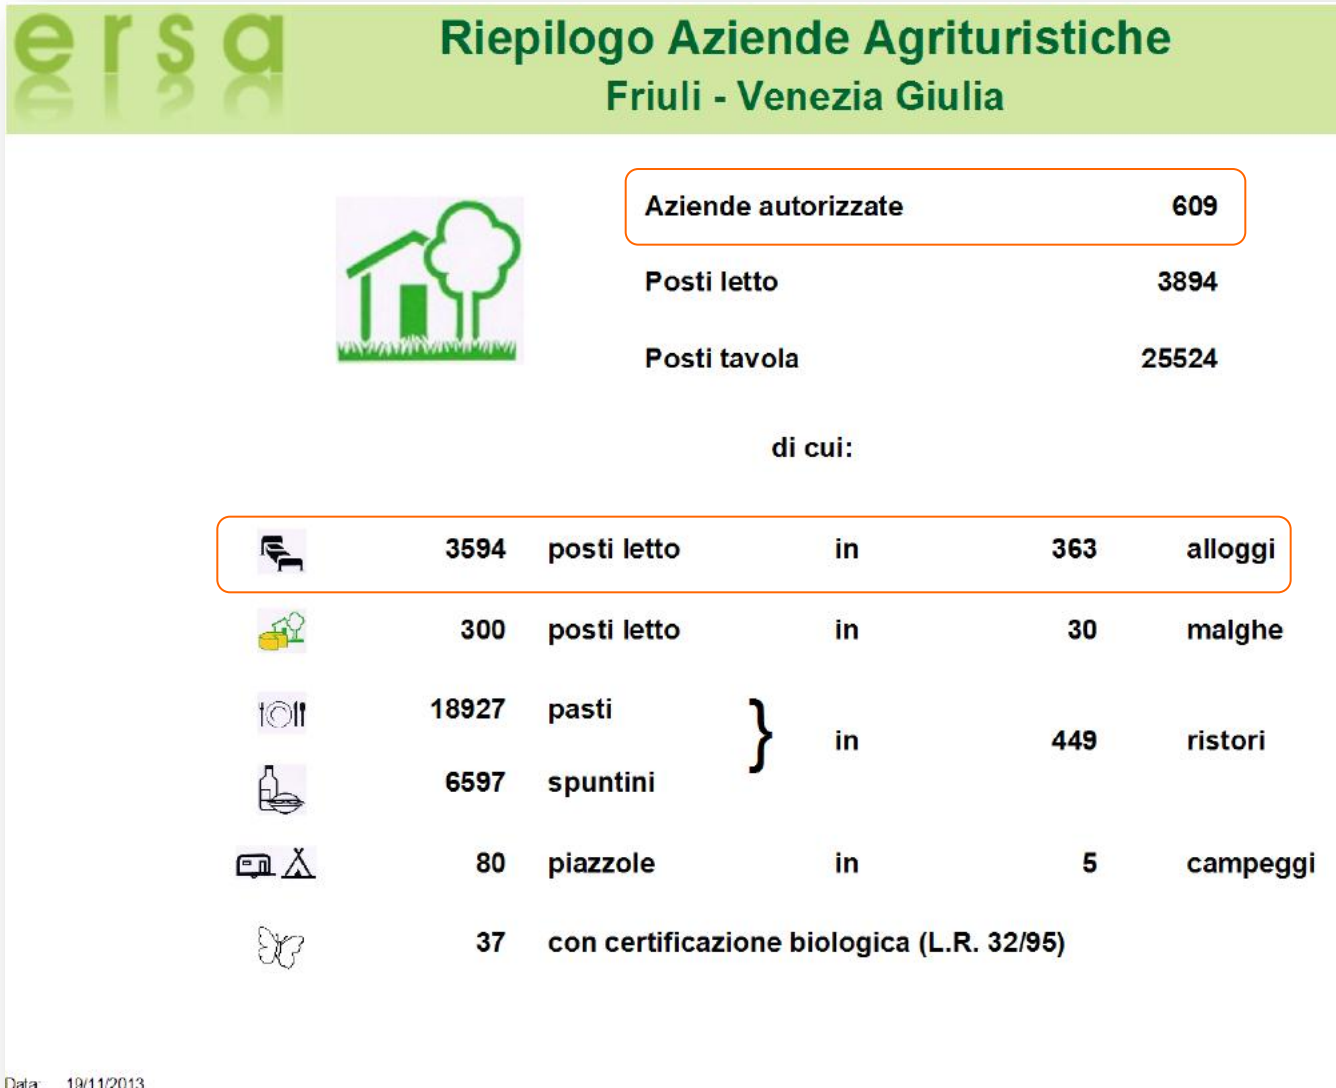 ersa
Riepilogo Aziende Agrituristiche
Friuli - Venezia Giulia
Aziende autorizzate 609
Posti letto 3894
Posti tavola 25524
di cui:
3594 posti letto in 363 alloggi
300 posti letto in 30 malghe
18927 pasti
} in 449 ristori
6597 spuntini
80 piazzole in 5 campeggi
37 con certificazione biologica (L.R. 32/95)
Data: 19/11/2013